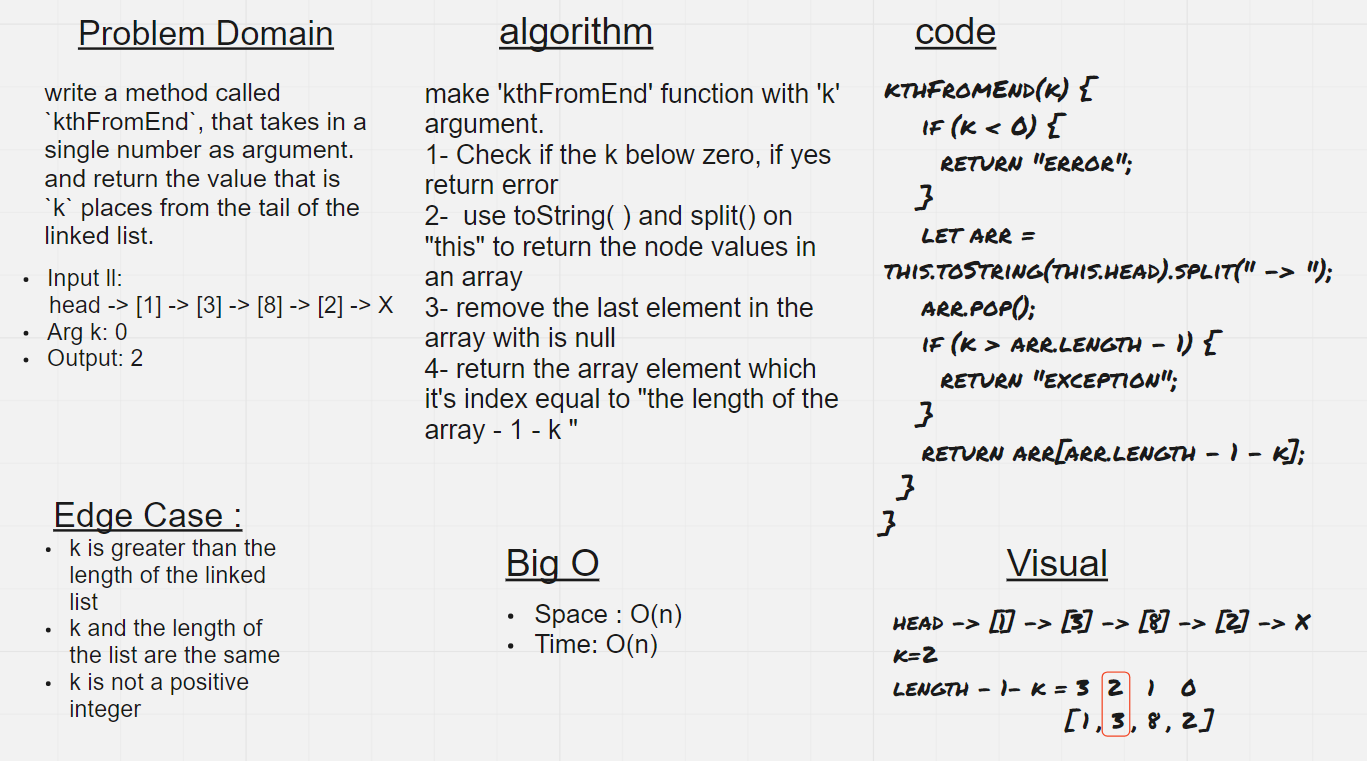 Problem Domain
write a method called
`kthFromEnd`, that takes in a
single number as argument.
and return the value that is
`k` places from the tail of the
linked list.
• Input ll:
head -> [1] -> [3] -> [8] -> [2] -> X
• Arg k: 0
• Output: 2
Edge Case :
• k is greater than the
length of the linked
list
• k and the length of
the list are the same
• k is not a positive
integer
algorithm
make 'kthFromEnd' function with 'k'
argument.
1- Check if the k below zero, if yes
return error
2-  use toString( ) and split() on
"this" to return the node values in
an array
3- remove the last element in the
array with is null
4- return the array element which
it's index equal to "the length of the
array - 1 - k "
Big O
• Space : O(n)
• Time: O(n)
code
kthFromEnd(k) {
if (k < 0) {
return "error";
}
let arr =
this.toString(this.head).split(" -> ");
arr.pop();
if (k > arr.length - 1) {
return "exception";
}
return arr[arr.length - 1 - k];
}
}
Visual
head -> [1] -> [3] -> [8] -> [2] -> X
k=2
length - 1- k = 3 2 1 0
[1, 3, 8, 2]